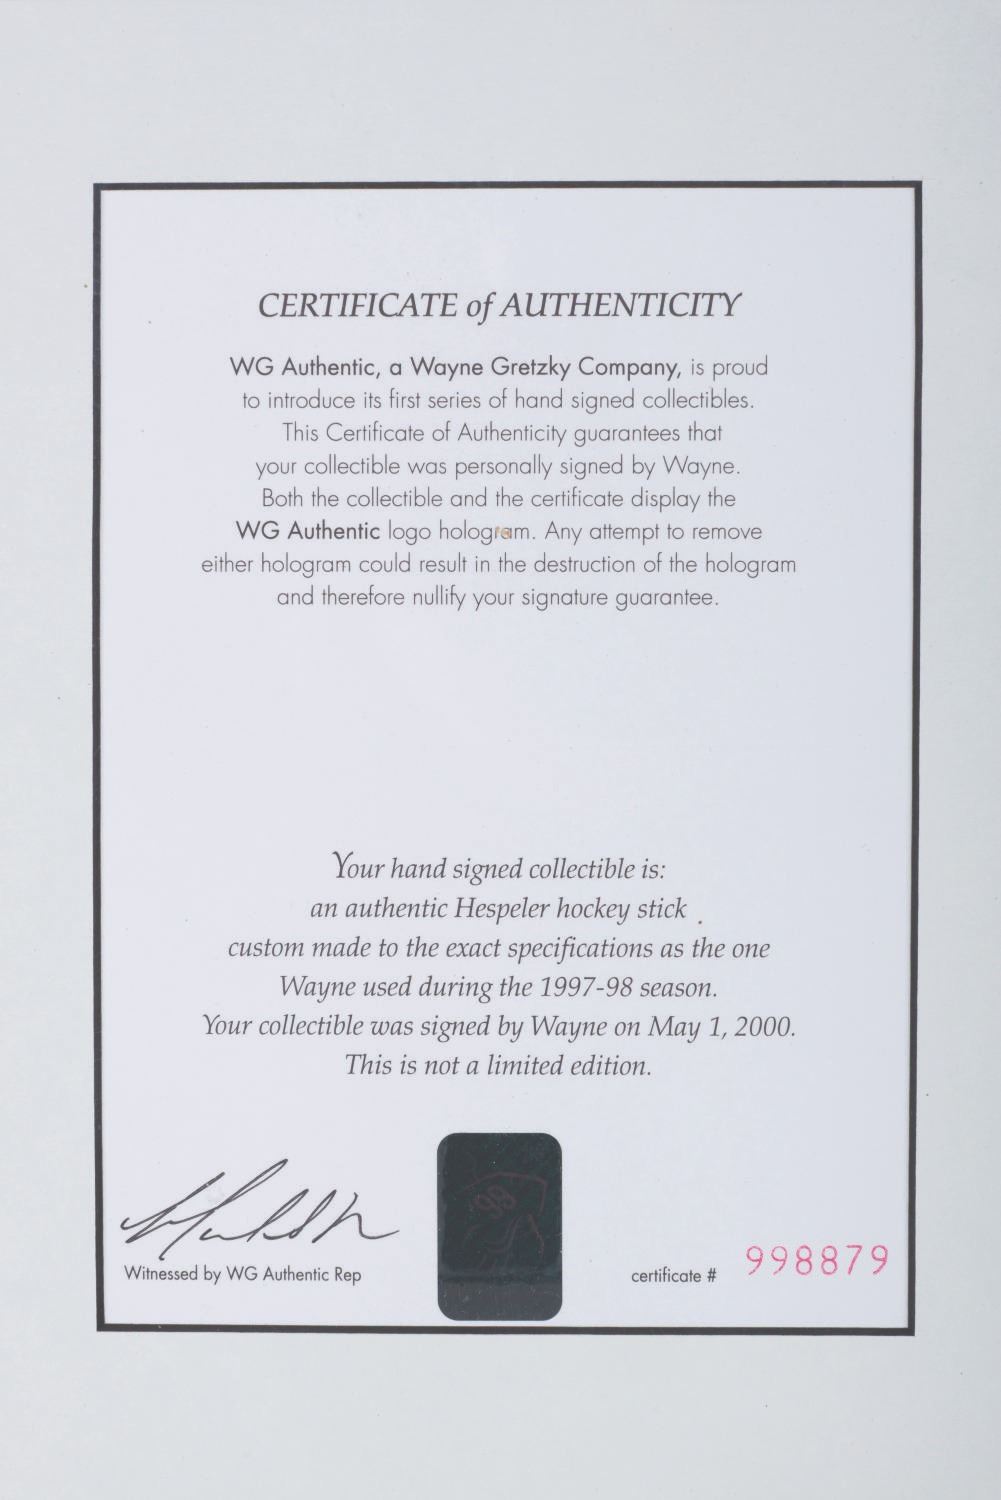 CERTIFICATE of AUTHENTICITY
WG Authentic, a Wayne Gretzky Company, is proud
to introduce its first series of hand signed collectibles.
This Certificate of Authenticity guarantees that
your collectible was personally signed by Wayne.
Both the collectible and the certificate display the
WG Authentic logo hologram. Any attempt to remove
either hologram could result in the destruction of the hologram
and therefore nullify your signature guarantee.
Your hand signed collectible is:
an authentic Hespeler hockey stick
custom made to the exact specifications as the one
Wayne used during the 1997-98 season.
Your collectible was signed by Wayne on May 1, 2000.
This is not a limited edition.
Witnessed by WG Authentic Rep
certificate # 998879